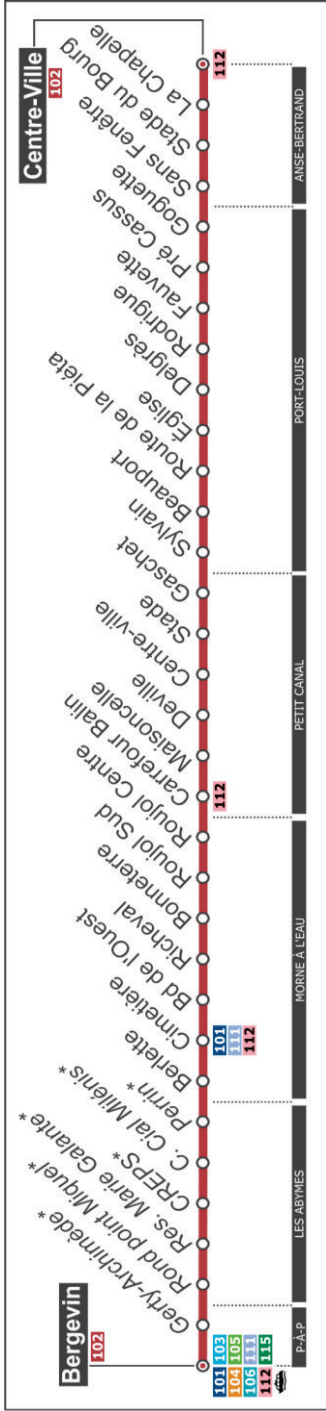 Bergevin
102
Gerty-Archimède*
Rond point Miquel*
Res. Marie Galante*
CREPS*
C. Cial Milénis*
Perrin*
Berlette
Cimetière
Bd de l'Ouest
Richeval
Bonneterre
Roujol Sud
Roujol Centre
Carrefour Balin
Maisoncelle
Deville
Centre-ville
Stade
Gaschet
Sylvain
Beauport
Route de la Piéta
Église
Delgrès
Rodrigue
Fauvette
Pré Cassus
Goguette
Sans Fenêtre
Stade du Bourg
La Chapelle
Centre-Ville
102
101 103
104 105
106 111
112 115
101
111
112
112
112
P-À-P
LES ABYMES
MORNE À L'EAU
PETIT CANAL
PORT-LOUIS
ANSE-BERTRAND